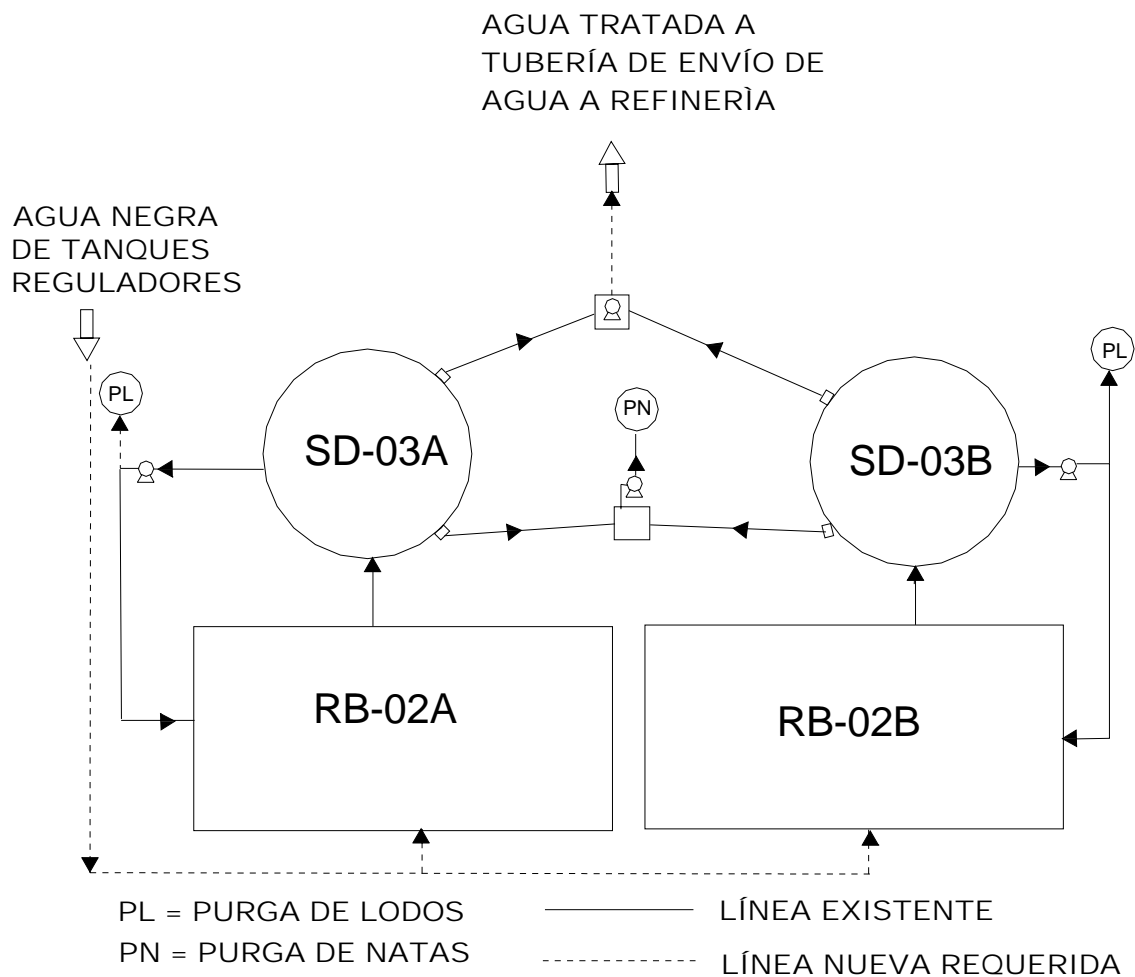 AGUA TRATADA A
TUBERÍA DE ENVÍO DE
AGUA A REFINERÌA
AGUA NEGRA
DE TANQUES
REGULADORES
PL
PL
PN
SD-03A
SD-03B
RB-02A
RB-02B
PL = PURGA DE LODOS
LÍNEA EXISTENTE
PN = PURGA DE NATAS
LÍNEA NUEVA REQUERIDA